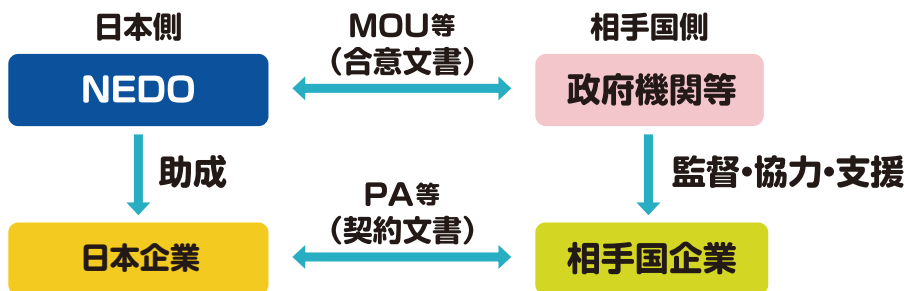 日本側
MOU等
(合意文書)
相手国側
NEDO
政府機関等
助成
監督・協力・支援
PA等
(契約文書)
日本企業
相手国企業